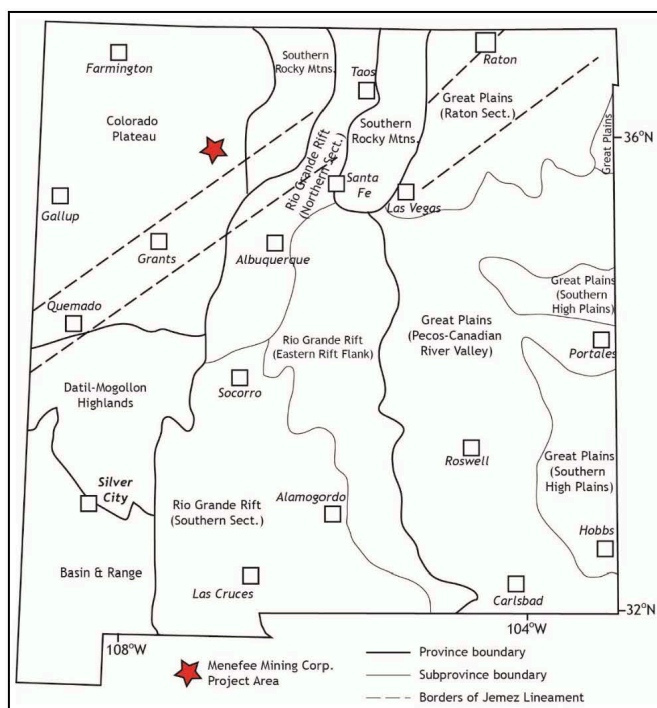 Farmington
Southern
Rocky Mtns.
Taos
Raton
Colorado
Plateau
Southern
Rocky Mtns.
Great Plains
(Raton Sect.)
Great Plains
36°N
Rio Grande Rift
(Northern Sect.)
Santa
Fe
Las Vegas
Gallup
Grants
Albuquerque
Quemado
Great Plains
(Southern
High Plains)
Rio Grande Rift
(Eastern Rift Flank)
Great Plains
(Pecos-Canadian
River Valley)
Portales
Datil-Mogollon
Highlands
Socorro
Roswell
Great Plains
(Southern
High Plains)
Silver
City
Rio Grande Rift
(Southern Sect.)
Alamogordo
Hobbs
Basin & Range
Las Cruces
Carlsbad
32°N
108°W
104°W
Menefee Mining Corp.
Project Area
Province boundary
Subprovince boundary
Borders of Jemez Lineament